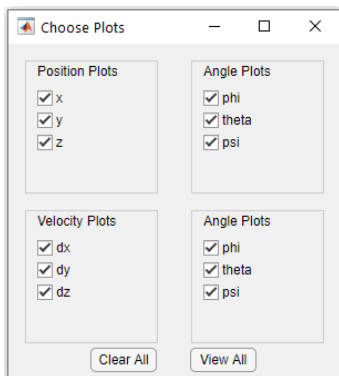 Choose Plots
Position Plots
x
y
z
Angle Plots
phi
theta
psi
Velocity Plots
dx
dy
dz
Angle Plots
phi
theta
psi
Clear All
View All